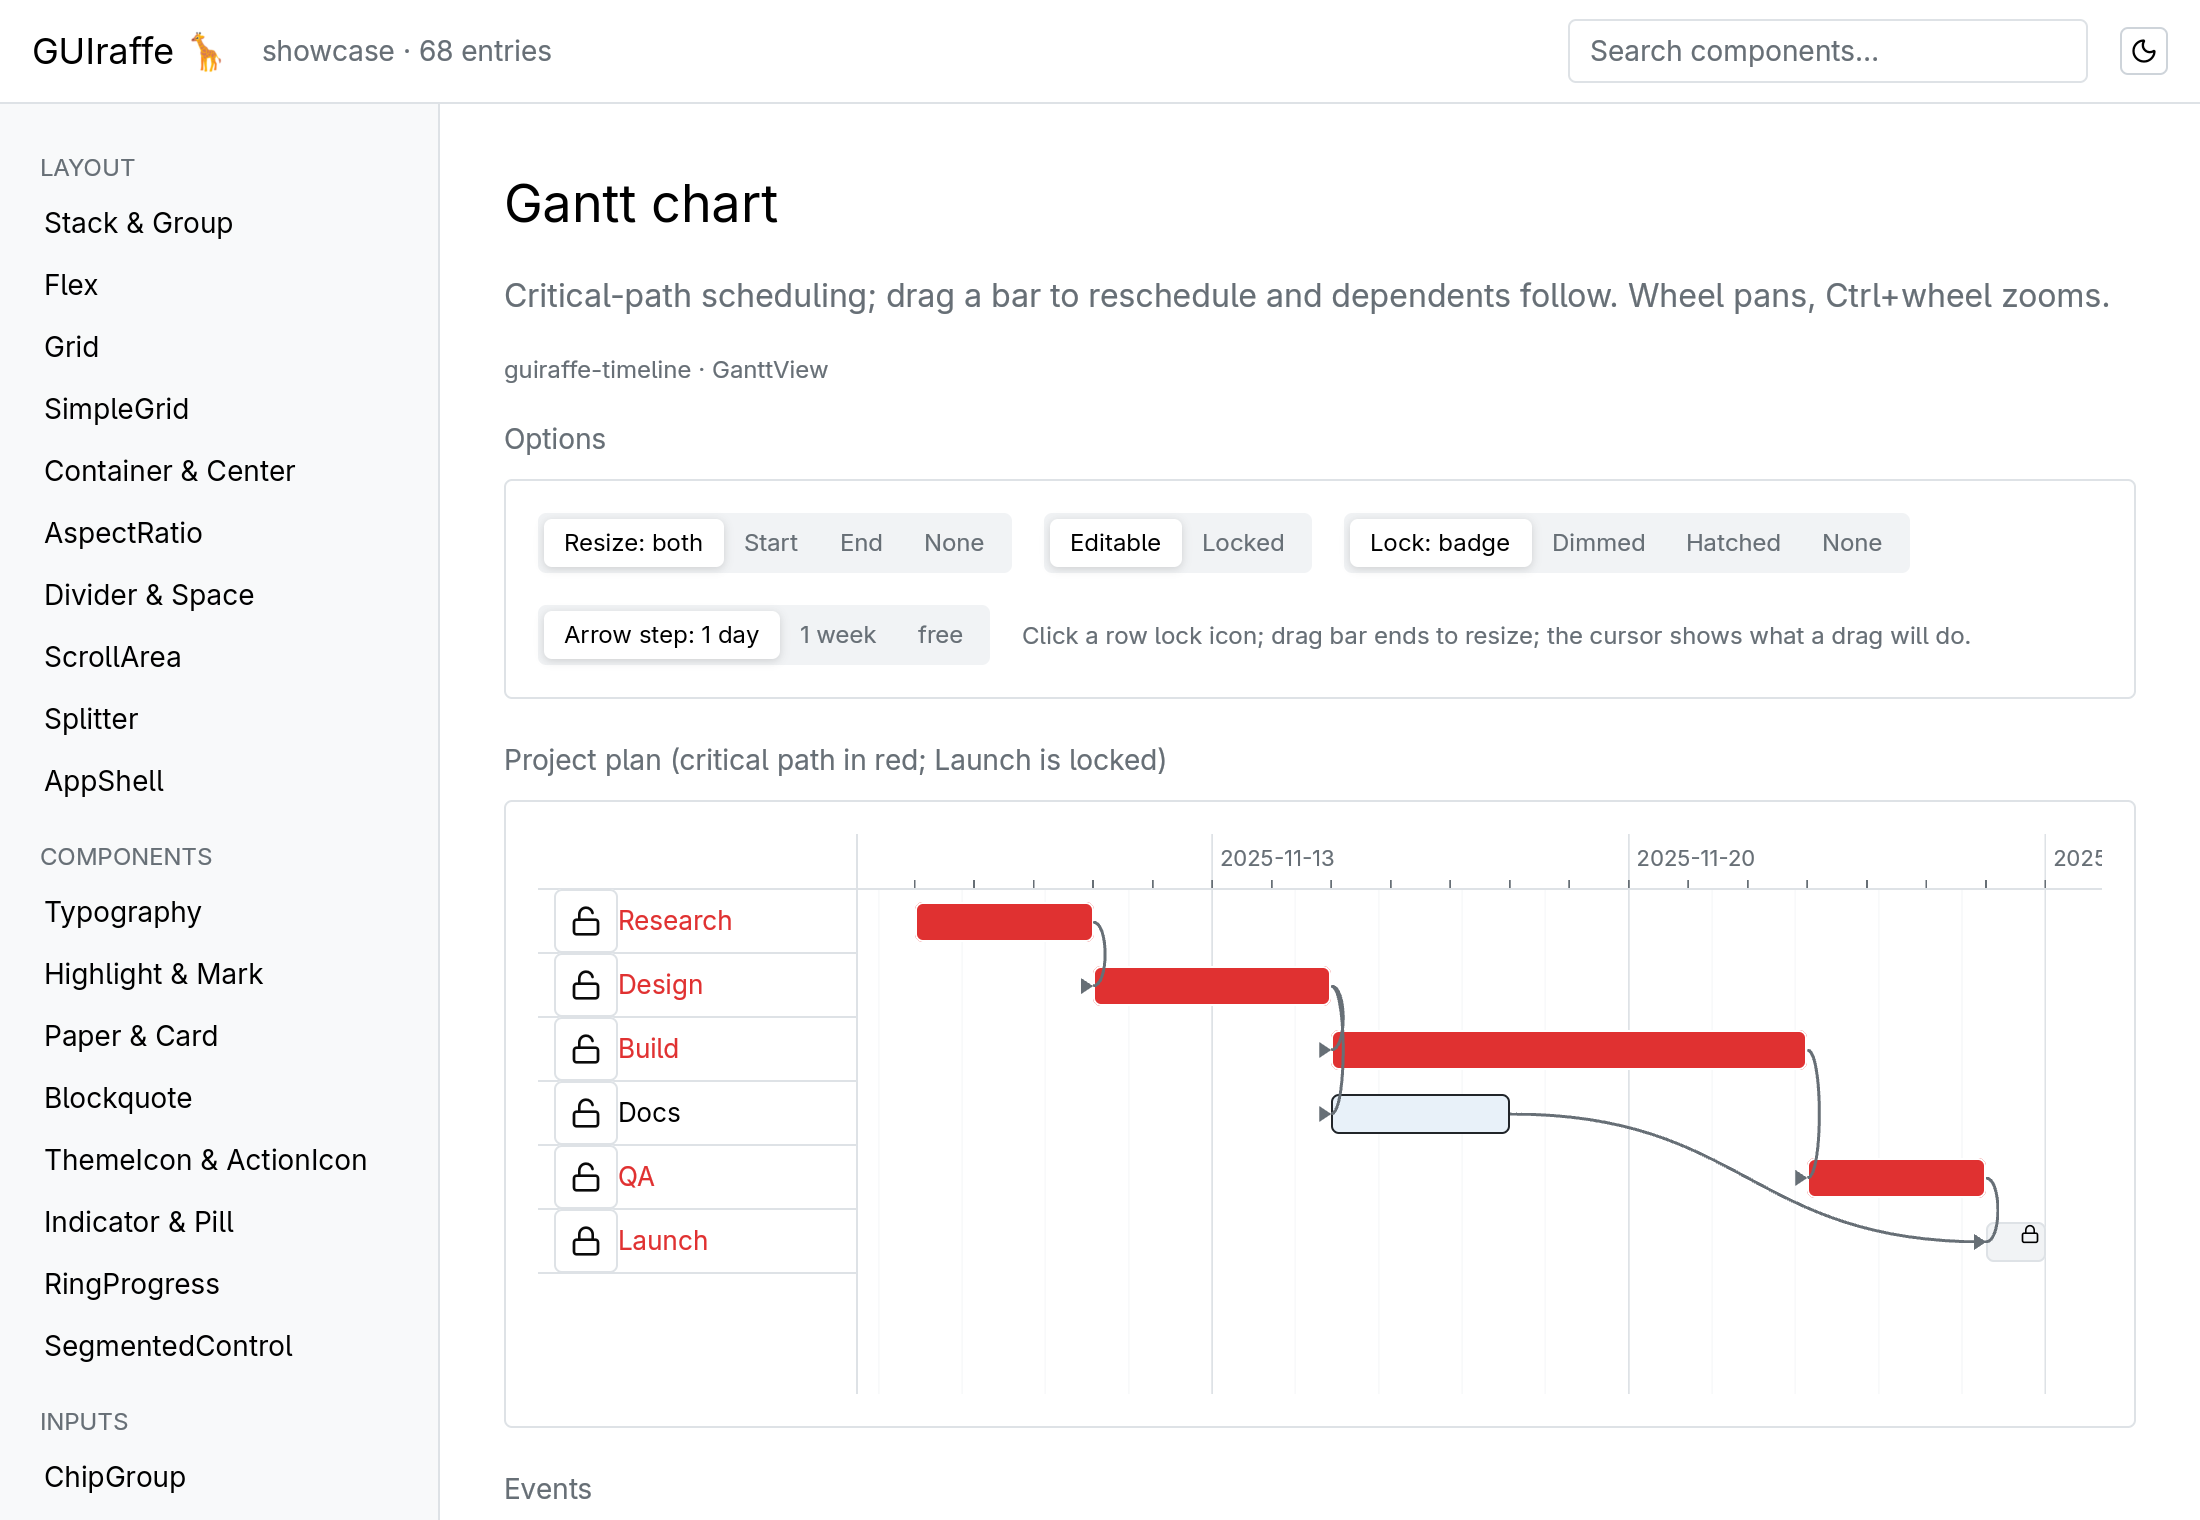 GUIraffe 🦒 showcase · 68 entries Search components...
LAYOUT
Stack & Group
Flex
Grid
SimpleGrid
Container & Center
AspectRatio
Divider & Space
ScrollArea
Splitter
AppShell
COMPONENTS
Typography
Highlight & Mark
Paper & Card
Blockquote
ThemeIcon & ActionIcon
Indicator & Pill
RingProgress
SegmentedControl
INPUTS
ChipGroup
Gantt chart
Critical-path scheduling; drag a bar to reschedule and dependents follow. Wheel pans, Ctrl+wheel zooms.
guiraffe-timeline · GanttView
Options
Resize: both Start End None Editable Locked Lock: badge Dimmed Hatched None
Arrow step: 1 day 1 week free Click a row lock icon; drag bar ends to resize; the cursor shows what a drag will do.
Project plan (critical path in red; Launch is locked)
2025-11-13 2025-11-20 2025
Research
Design
Build
Docs
QA
Launch
Events